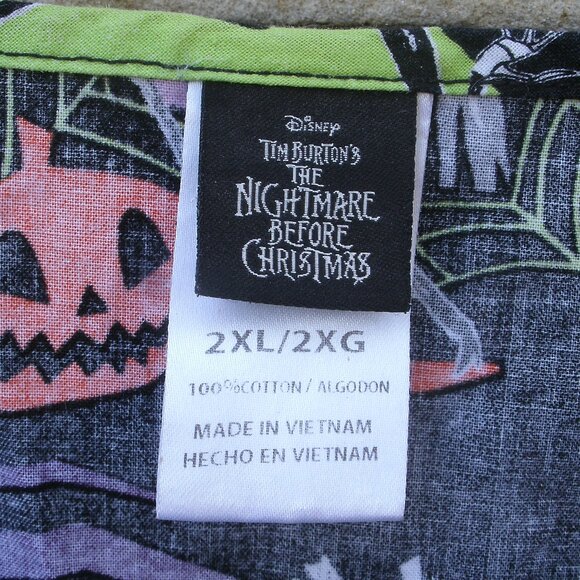 Disney
TIM BURTON'S
THE
NIGHTMARE
BEFORE
CHRISTMAS
2XL/2XG
100%COTTON / ALGODON
MADE IN VIETNAM
HECHO EN VIETNAM